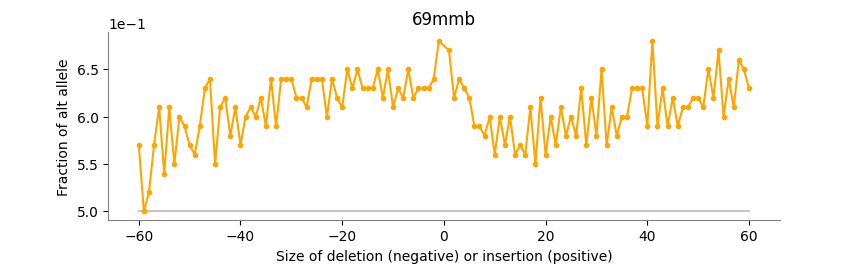 69mmb
1e−1
6.5
6.0
5.5
5.0
Fraction of alt allele
−60 −40 −20 0 20 40 60
Size of deletion (negative) or insertion (positive)